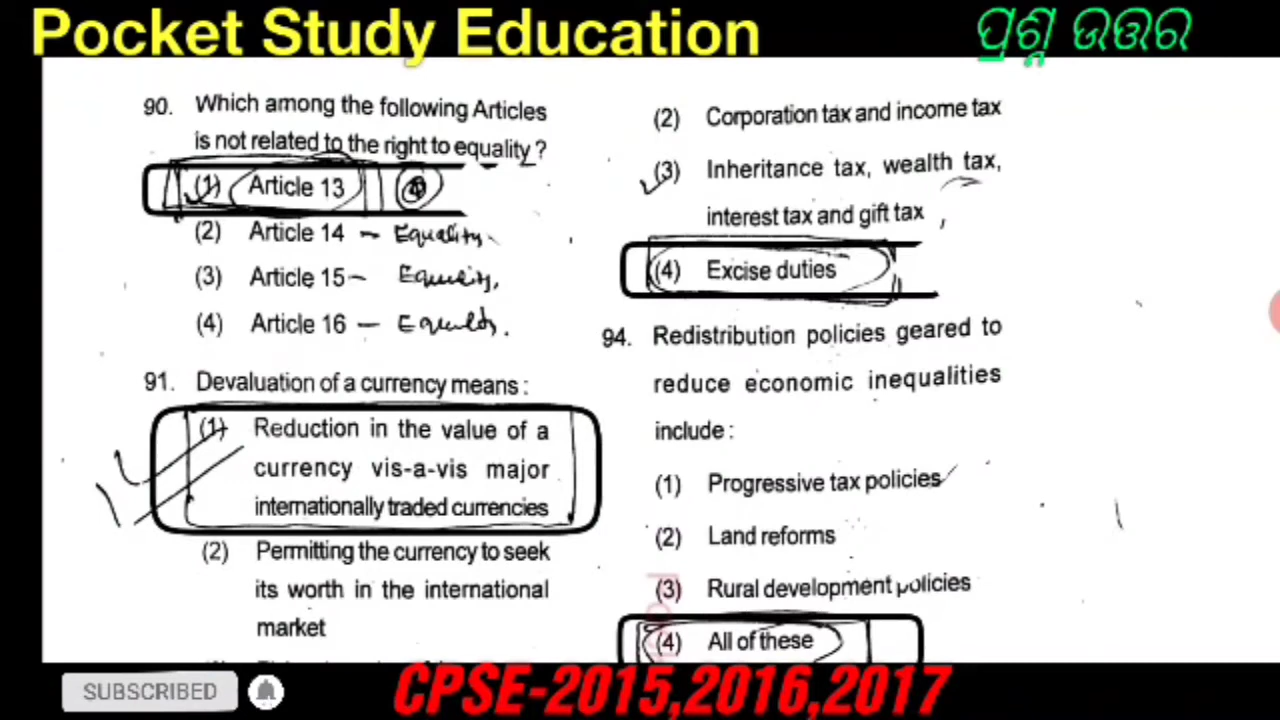 Pocket Study Education
ପ୍ରଶ୍ନ ଉତ୍ତର
90. Which among the following Articles
is not related to the right to equality ?
(1) Article 13
(2) Article 14 - Equality
(3) Article 15 - Equality
(4) Article 16 -
91. Devaluation of a currency means :
(1) Reduction in the value of a
currency vis-a-vis major
internationally traded currencies
(2) Permitting the currency to seek
its worth in the international
market
(2) Corporation tax and income tax
(3) Inheritance tax, wealth tax,
interest tax and gift tax
(4) Excise duties
94. Redistribution policies geared to
reduce economic inequalities
include :
(1) Progressive tax policies
(2) Land reforms
(3) Rural development policies
(4) All of these
SUBSCRIBED
CPSE-2015,2016,2017